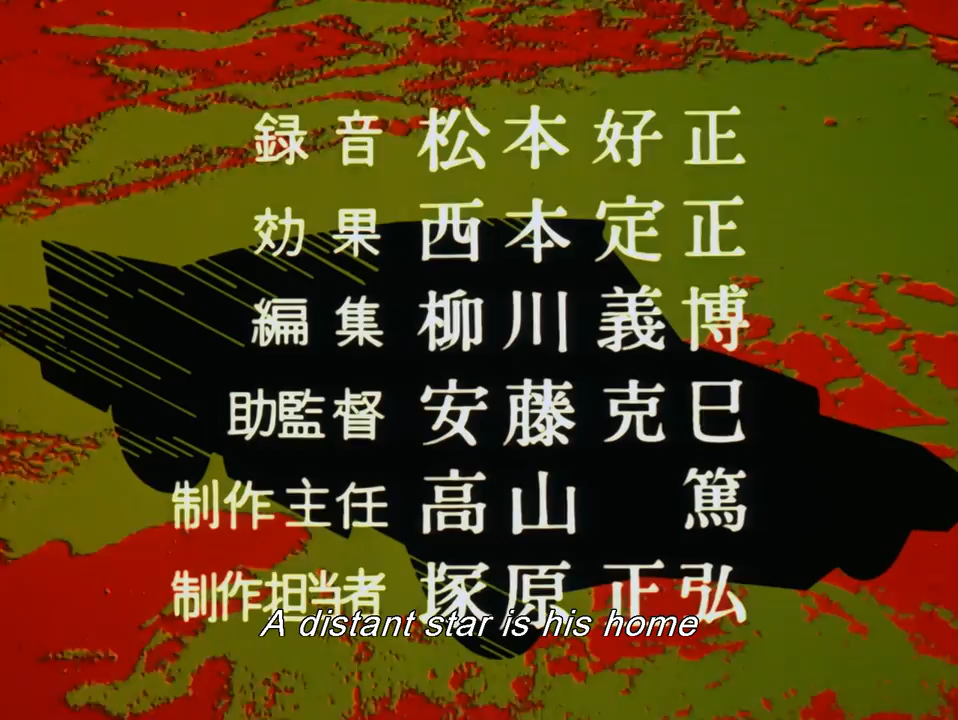 録音 松本好正
効果 西本定正
編集 柳川義博
助監督 安藤克巳
制作主任 高山 篤
制作担当者 塚原正弘
A distant star is his home